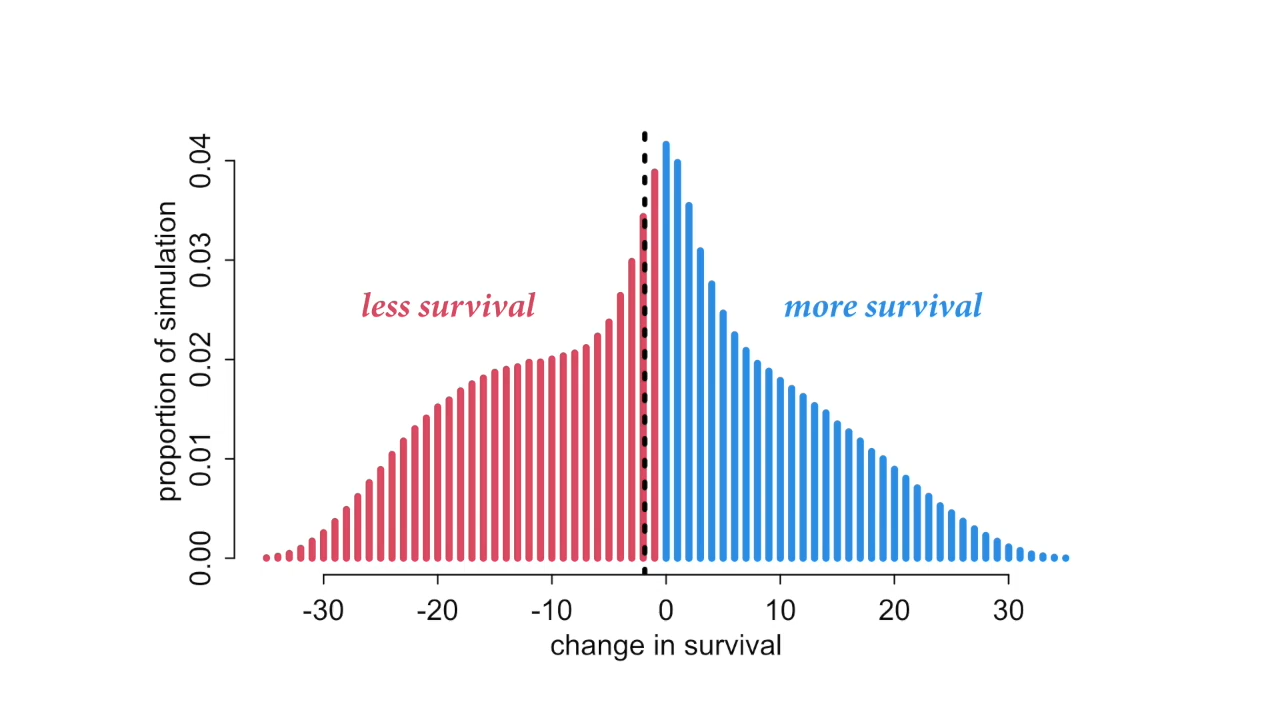 proportion of simulation
0.04
0.03
0.02
0.01
0.00
less survival
more survival
-30 -20 -10 0 10 20 30
change in survival